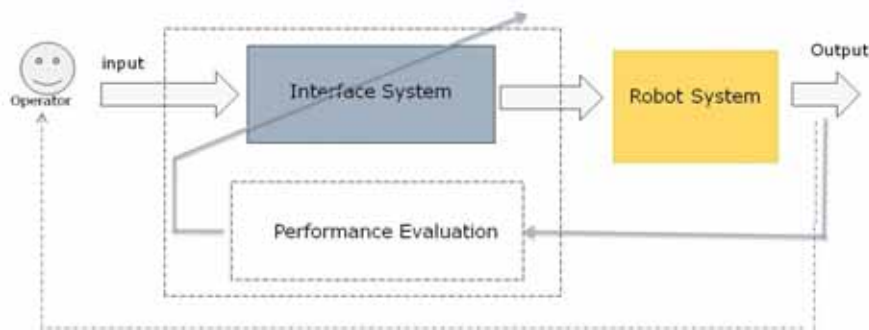 Operator
input
Interface System
Robot System
Output
Performance Evaluation